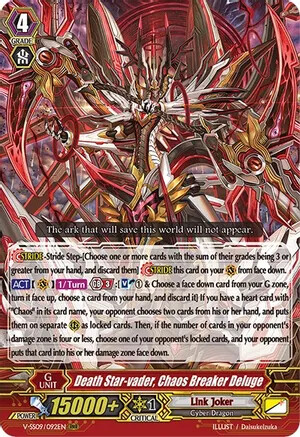 4
GRADE
The ark that will save this world will not appear.
STRIDE -Stride Step-[Choose one or more cards with the sum of their grades being 3 or
greater from your hand, and discard them] STRIDE this card on your from face down.
ACT 1/Turn GB 3 : Choose a face down card from your G zone,
turn it face up, choose a card from your hand, and discard it] If you have a heart card with
"Chaos" in its card name, your opponent chooses two cards from his or her hand, and puts
them on separate as locked cards. Then, if the number of cards in your opponent's
damage zone is four or less, choose one of your opponent's locked cards, and your opponent
puts that card into his or her damage zone face down.
G
UNIT
Death Star-vader, Chaos Breaker Deluge
POWER 15000+ 1 CRITICAL
Link Joker
Cyber Dragon
V-SS09/092EN RRR ILLUST / Daisukeizuka